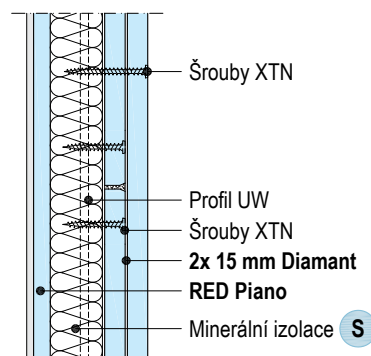 Šrouby XTN
Profil UW
Šrouby XTN
2x 15 mm Diamant
RED Piano
Minerální izolace S